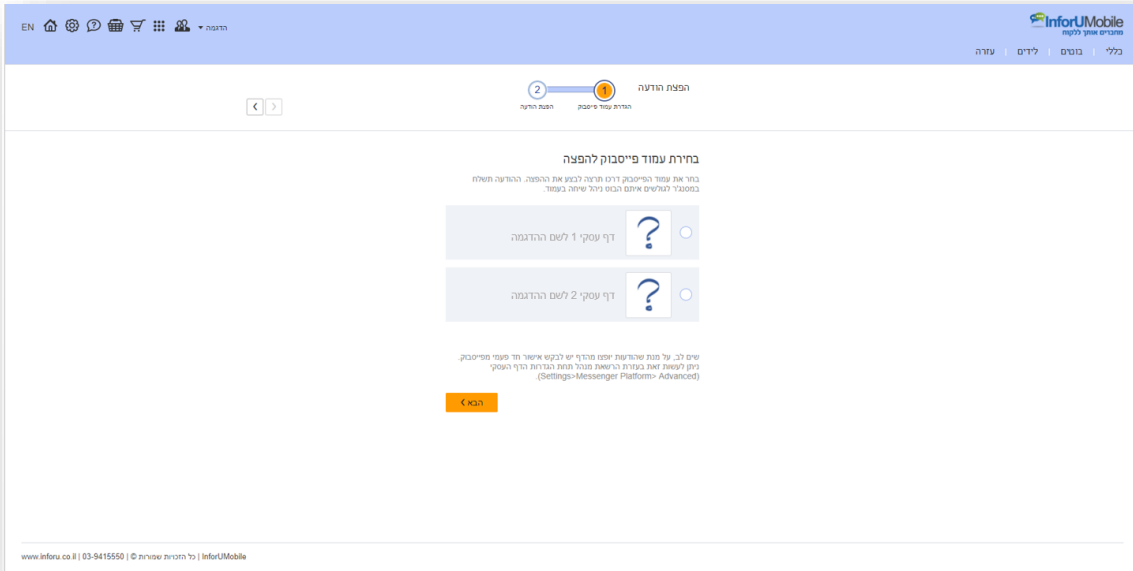 InforUMobile
מחברים אותך ללקוח
EN
הדגמה
כללי | בוטים | לידים | עזרה
הפצת הודעה
1
2
הגדרת עמוד פייסבוק
הפצת הודעה
בחירת עמוד פייסבוק להפצה
בחר את עמוד הפייסבוק דרכו תרצה לבצע את ההפצה. ההודעה תשלח
במסנג'ר לגולשים איתם הבוט ניהל שיחה בעמוד.
דף עסקי 1 לשם ההדגמה
דף עסקי 2 לשם ההדגמה
שים לב, על מנת שהודעות יופצו מהדף יש לבקש אישור חד פעמי מפייסבוק.
ניתן לעשות זאת בעזרת הרשאת מנהל תחת הגדרות הדף העסקי
(Settings>Messenger Platform> Advanced).
הבא
InforUMobile | כל הזכויות שמורות © | 03-9415550 | www.inforu.co.il